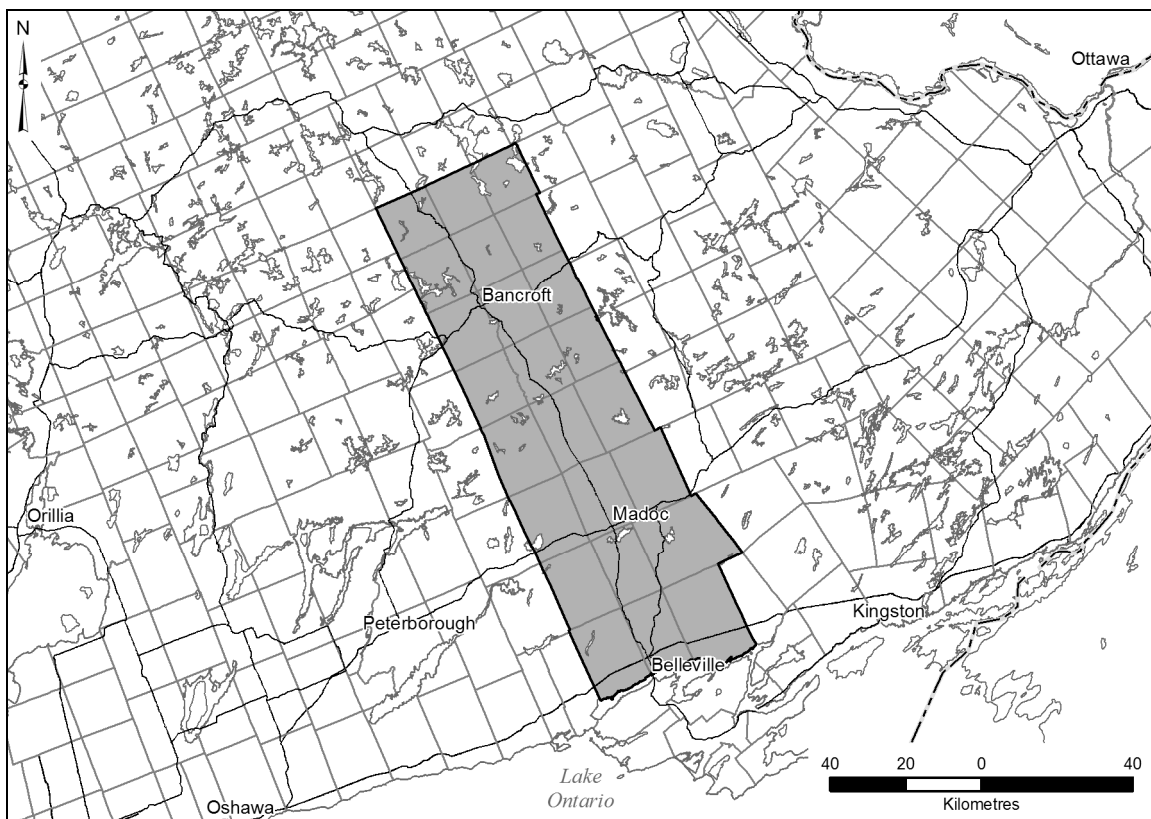 N
Ottawa
Bancroft
Madoc
Orillia
Peterborough
Kingston
Belleville
Lake
Ontario
Oshawa
40 20 0 40
Kilometres